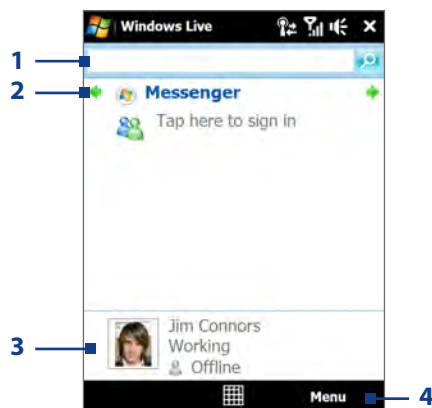 Windows Live
1
2
Messenger
Tap here to sign in
3
Jim Connors
Working
Offline
Menu
4